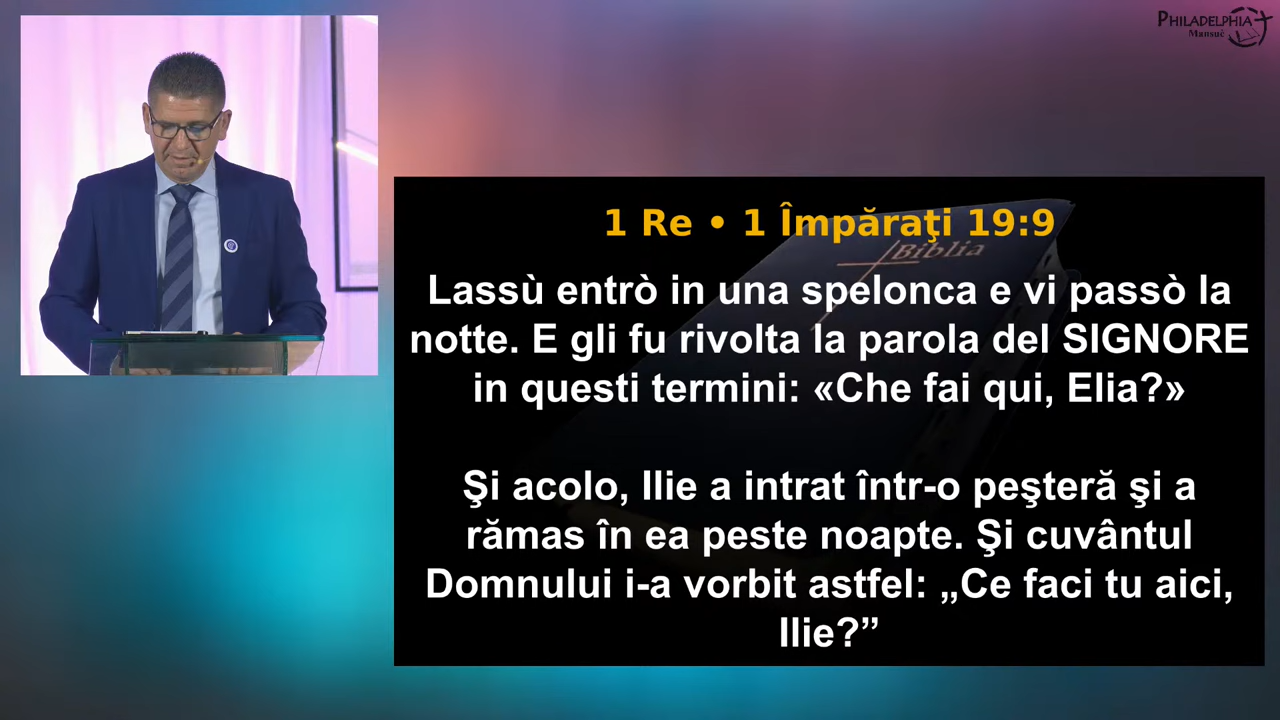 PHILADELPHIA
Mansuè
1 Re • 1 Împăraţi 19:9
Biblia
Lassù entrò in una spelonca e vi passò la
notte. E gli fu rivolta la parola del SIGNORE
in questi termini: «Che fai qui, Elia?»
Şi acolo, Ilie a intrat într-o peşteră şi a
rămas în ea peste noapte. Şi cuvântul
Domnului i-a vorbit astfel: „Ce faci tu aici,
Ilie?”